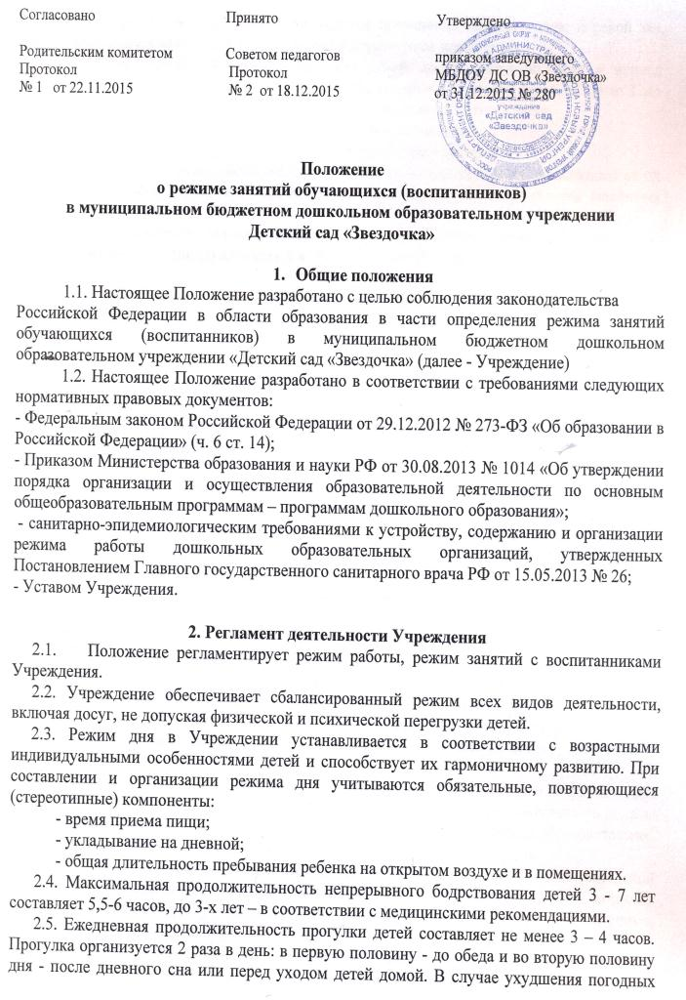 Согласовано Принято Утверждено
Родительским комитетом Советом педагогов приказом заведующего
Протокол Протокол МБДОУ ДС ОВ «Звездочка»
№ 1 от 22.11.2015 № 2 от 18.12.2015 от 31.12.2015 № 280
«Детский сад
«Звездочка»
Положение
о режиме занятий обучающихся (воспитанников)
в муниципальном бюджетном дошкольном образовательном учреждении
Детский сад «Звездочка»
1. Общие положения
1.1. Настоящее Положение разработано с целью соблюдения законодательства
Российской Федерации в области образования в части определения режима занятий
обучающихся (воспитанников) в муниципальном бюджетном дошкольном
образовательном учреждении «Детский сад «Звездочка» (далее - Учреждение)
1.2. Настоящее Положение разработано в соответствии с требованиями следующих
нормативных правовых документов:
- Федеральным законом Российской Федерации от 29.12.2012 № 273-ФЗ «Об образовании в
Российской Федерации» (ч. 6 ст. 14);
- Приказом Министерства образования и науки РФ от 30.08.2013 № 1014 «Об утверждении
порядка организации и осуществления образовательной деятельности по основным
общеобразовательным программам – программам дошкольного образования»;
- санитарно-эпидемиологическим требованиями к устройству, содержанию и организации
режима работы дошкольных образовательных организаций, утвержденных
Постановлением Главного государственного санитарного врача РФ от 15.05.2013 № 26;
- Уставом Учреждения.
2. Регламент деятельности Учреждения
2.1. Положение регламентирует режим работы, режим занятий с воспитанниками
Учреждения.
2.2. Учреждение обеспечивает сбалансированный режим всех видов деятельности,
включая досуг, не допуская физической и психической перегрузки детей.
2.3. Режим дня в Учреждении устанавливается в соответствии с возрастными
индивидуальными особенностями детей и способствует их гармоничному развитию. При
составлении и организации режима дня учитываются обязательные, повторяющиеся
(стереотипные) компоненты:
- время приема пищи;
- укладывание на дневной;
- общая длительность пребывания ребенка на открытом воздухе и в помещениях.
2.4. Максимальная продолжительность непрерывного бодрствования детей 3 - 7 лет
составляет 5,5-6 часов, до 3-х лет – в соответствии с медицинскими рекомендациями.
2.5. Ежедневная продолжительность прогулки детей составляет не менее 3 – 4 часов.
Прогулка организуется 2 раза в день: в первую половину - до обеда и во вторую половину
дня - после дневного сна или перед уходом детей домой. В случае ухудшения погодных